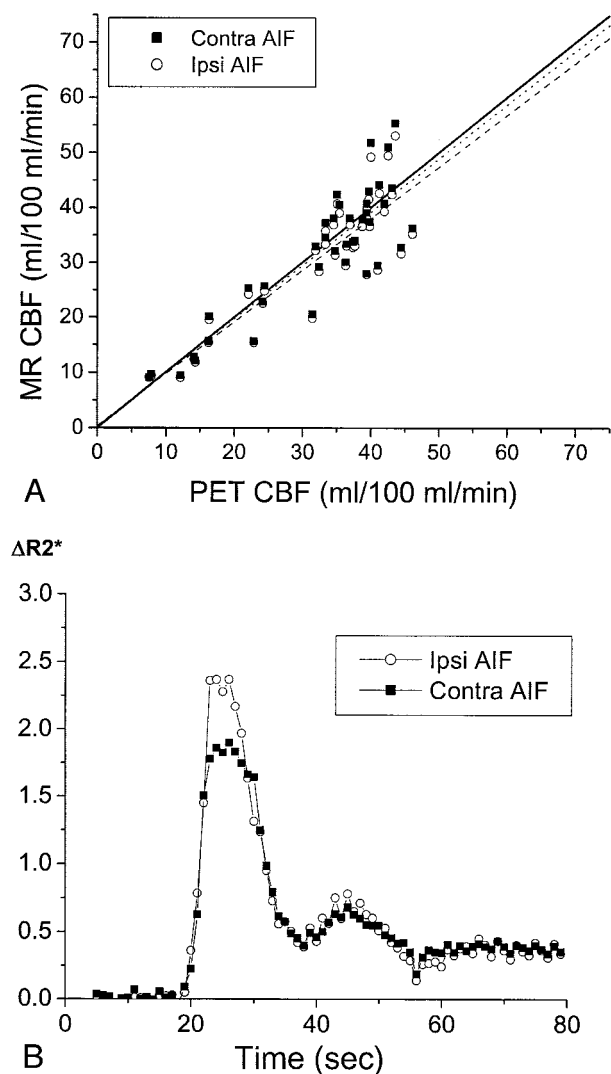 75
70
60
50
40
30
20
10
0
MR CBF (ml/100 ml/min)
Contra AIF
Ipsi AIF
0 10 20 30 40 50 60 70
A
PET CBF (ml/100 ml/min)
ΔR2*
3.0
2.5
2.0
1.5
1.0
0.5
0.0
Ipsi AIF
Contra AIF
0 20 40 60 80
B
Time (sec)